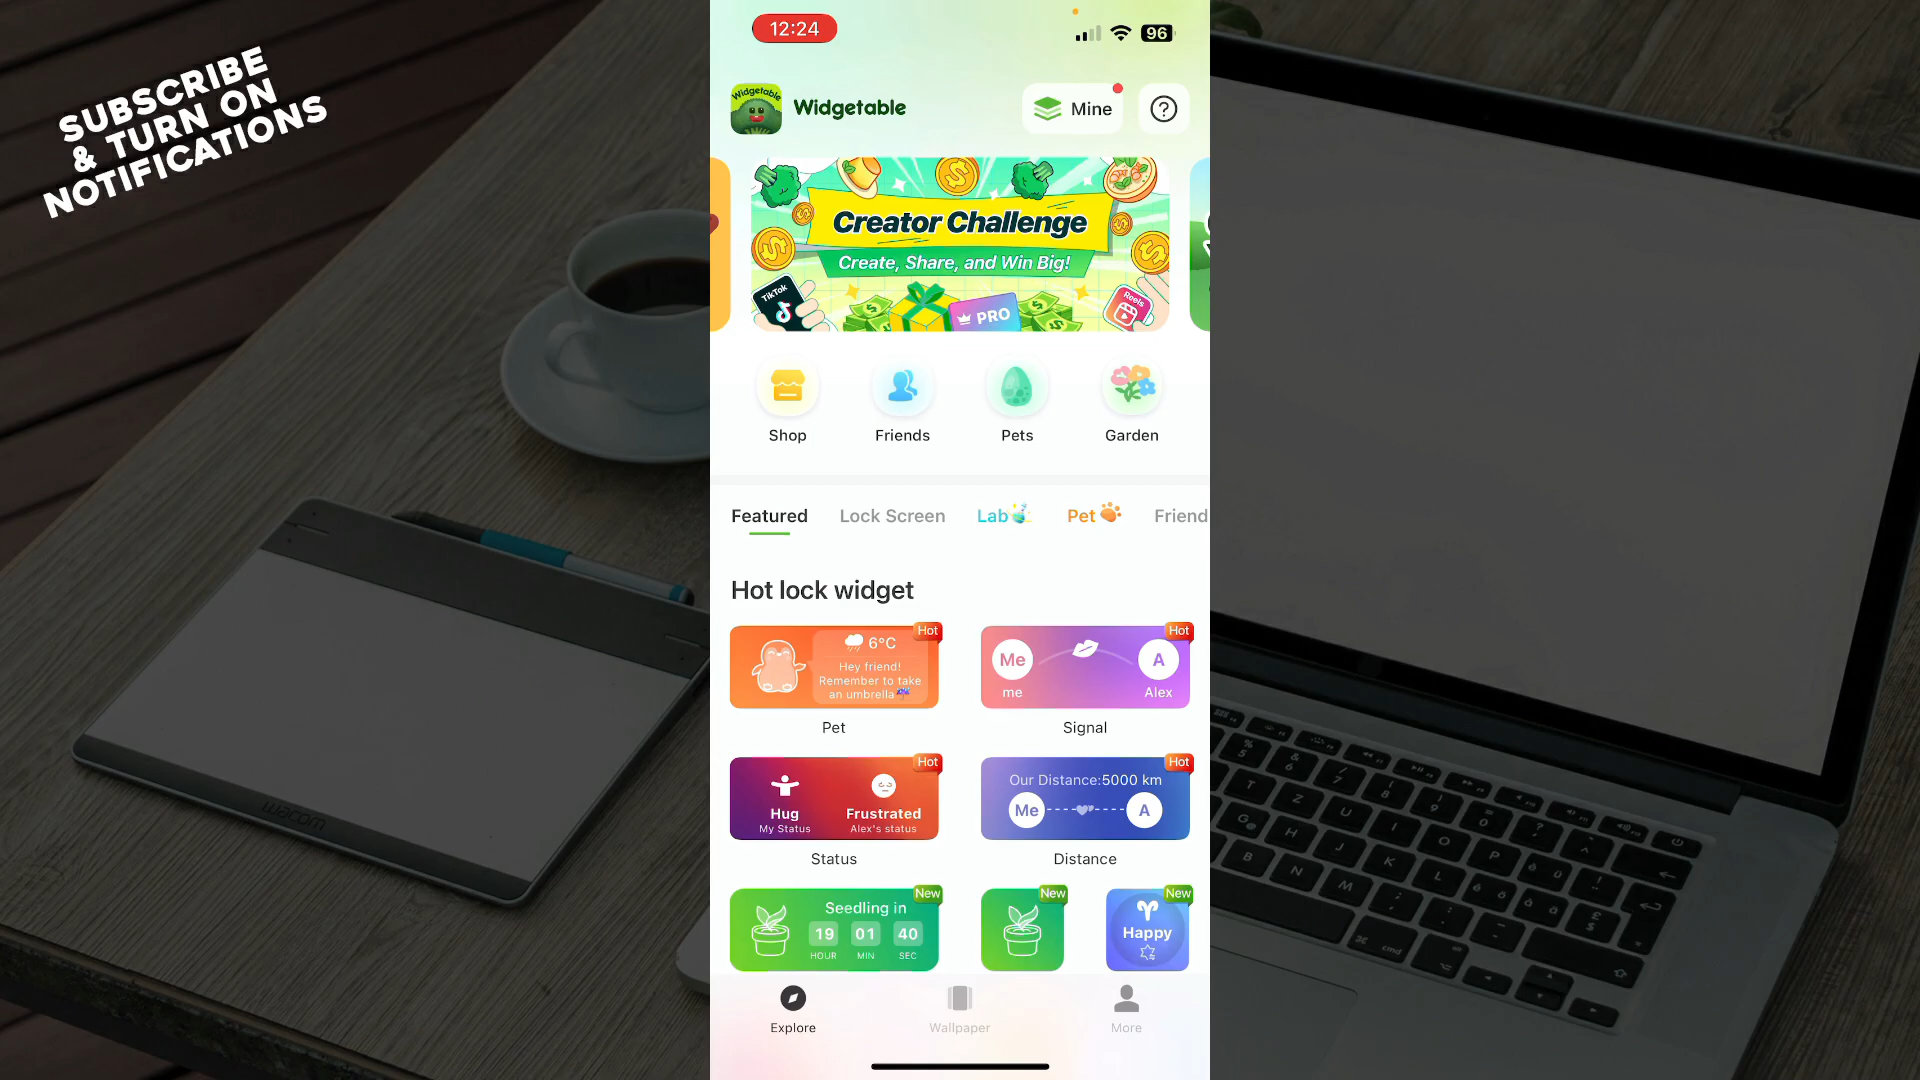 SUBSCRIBE
& TURN ON
NOTIFICATIONS
12:24
96
Widgetable
Widgetable
Mine
?
Creator Challenge
Create, Share, and Win Big!
TikTok
PRO
Reels
Shop
Friends
Pets
Garden
Featured
Lock Screen
Lab
Pet
Friend
Hot lock widget
Hot
6°C
Hey friend!
Remember to take
an umbrella
Pet
Hot
Me
A
me
Alex
Signal
Hot
Hug
My Status
Frustrated
Alex's status
Status
Hot
Our Distance:5000 km
Me
A
Distance
New
Seedling in
19 01 40
HOUR MIN SEC
New
New
Happy
Explore
Wallpaper
More
wacom